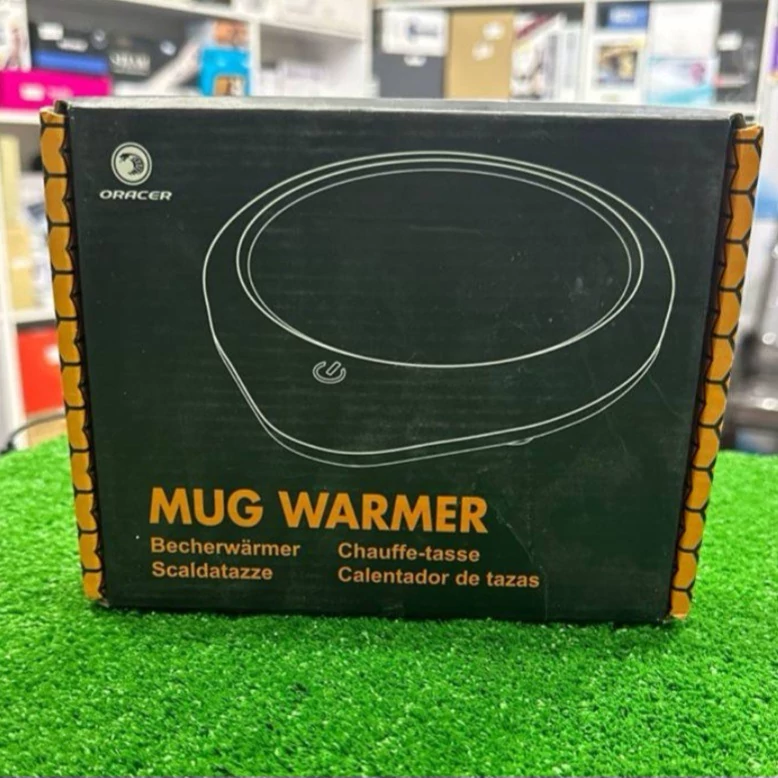 ORACER
MUG WARMER
Becherwärmer Chauffe-tasse
Scaldatazze Calentador de tazas